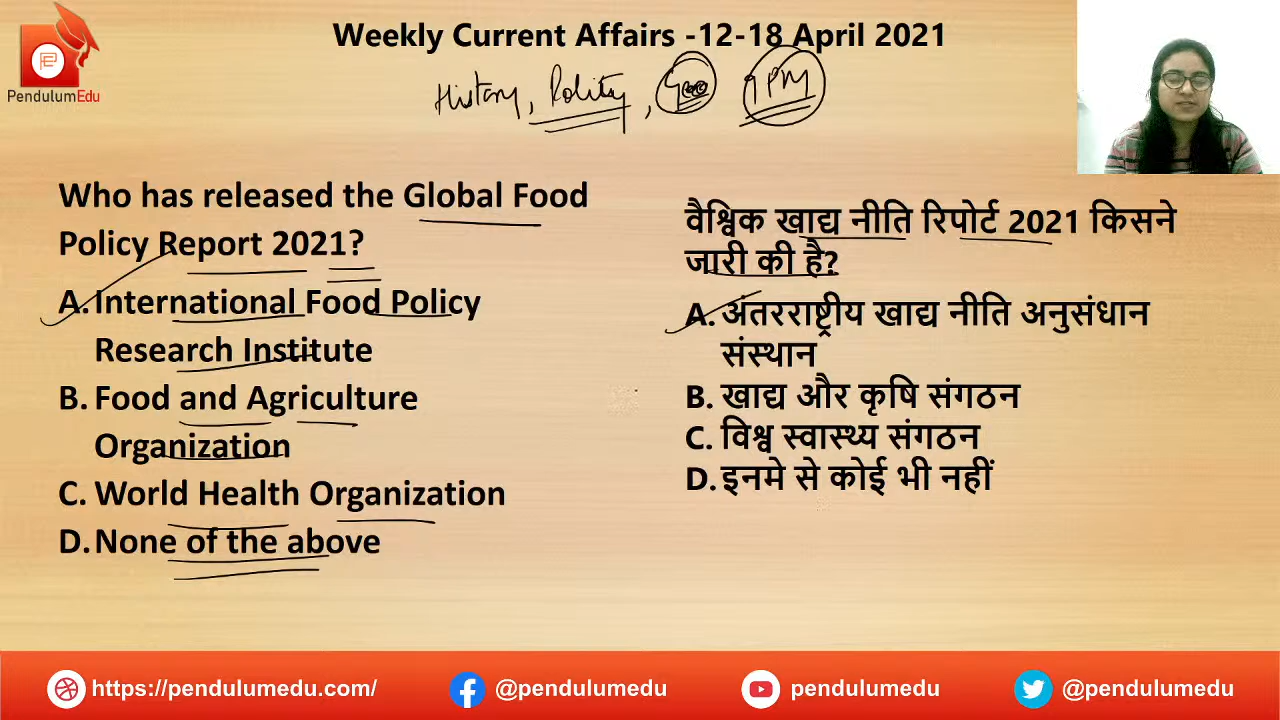 Weekly Current Affairs -12-18 April 2021
PendulumEdu
History, Polity, Geo 9PM
Who has released the Global Food
Policy Report 2021?
A. International Food Policy
Research Institute
B. Food and Agriculture
Organization
C. World Health Organization
D. None of the above
वैश्विक खाद्य नीति रिपोर्ट 2021 किसने
जारी की है?
A. अंतरराष्ट्रीय खाद्य नीति अनुसंधान
संस्थान
B. खाद्य और कृषि संगठन
C. विश्व स्वास्थ्य संगठन
D. इनमे से कोई भी नहीं
https://pendulumedu.com/ @pendulumedu pendulumedu @pendulumedu